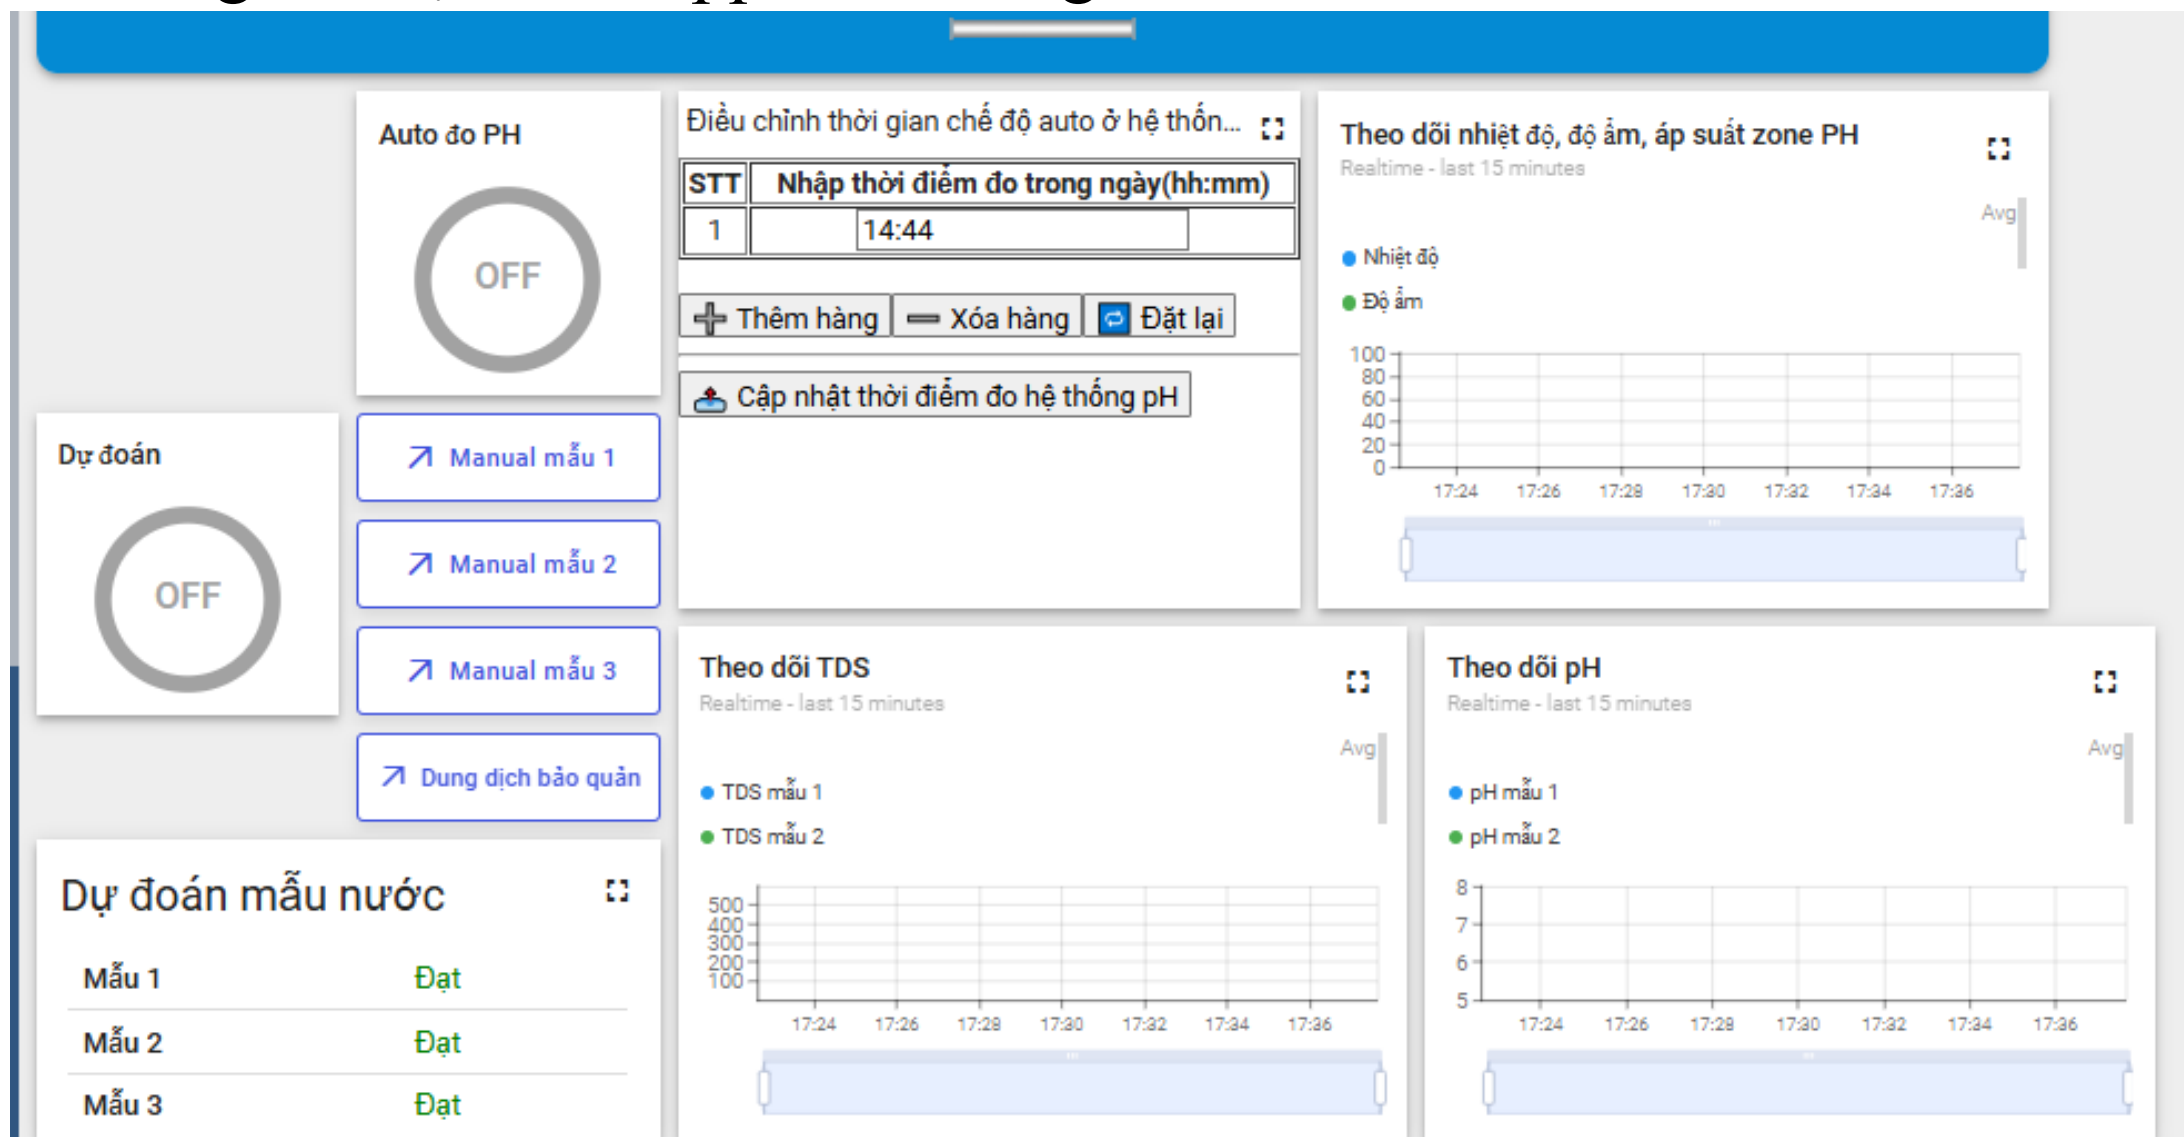 Auto đo PH
OFF
Dự đoán
OFF
Manual mẫu 1
Manual mẫu 2
Manual mẫu 3
Dung dịch bảo quản
Dự đoán mẫu nước
Mẫu 1 Đạt
Mẫu 2 Đạt
Mẫu 3 Đạt
Điều chỉnh thời gian chế độ auto ở hệ thốn...
STT Nhập thời điểm đo trong ngày(hh:mm)
1 14:44
Thêm hàng Xóa hàng Đặt lại
Cập nhật thời điểm đo hệ thống pH
Theo dõi nhiệt độ, độ ẩm, áp suất zone PH
Realtime - last 15 minutes
Avg
Nhiệt độ
Độ ẩm
100
80
60
40
20
0
17:24 17:26 17:28 17:30 17:32 17:34 17:36
Theo dõi TDS
Realtime - last 15 minutes
Avg
TDS mẫu 1
TDS mẫu 2
500
400
300
200
100
17:24 17:26 17:28 17:30 17:32 17:34 17:36
Theo dõi pH
Realtime - last 15 minutes
Avg
pH mẫu 1
pH mẫu 2
8
7
6
5
17:24 17:26 17:28 17:30 17:32 17:34 17:36